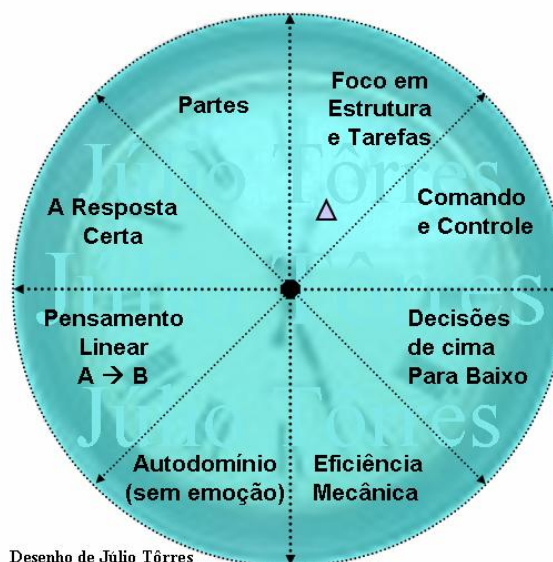 Partes
Foco em
Estrutura
e Tarefas
Júlio Tôrres
A Resposta
Certa
Comando
e Controle
Júlio Tôrres
Pensamento
Linear
A → B
Decisões
de cima
Para Baixo
Júlio Tôrres
Autodomínio
(sem emoção)
Eficiência
Mecânica
Desenho de Júlio Tôrres